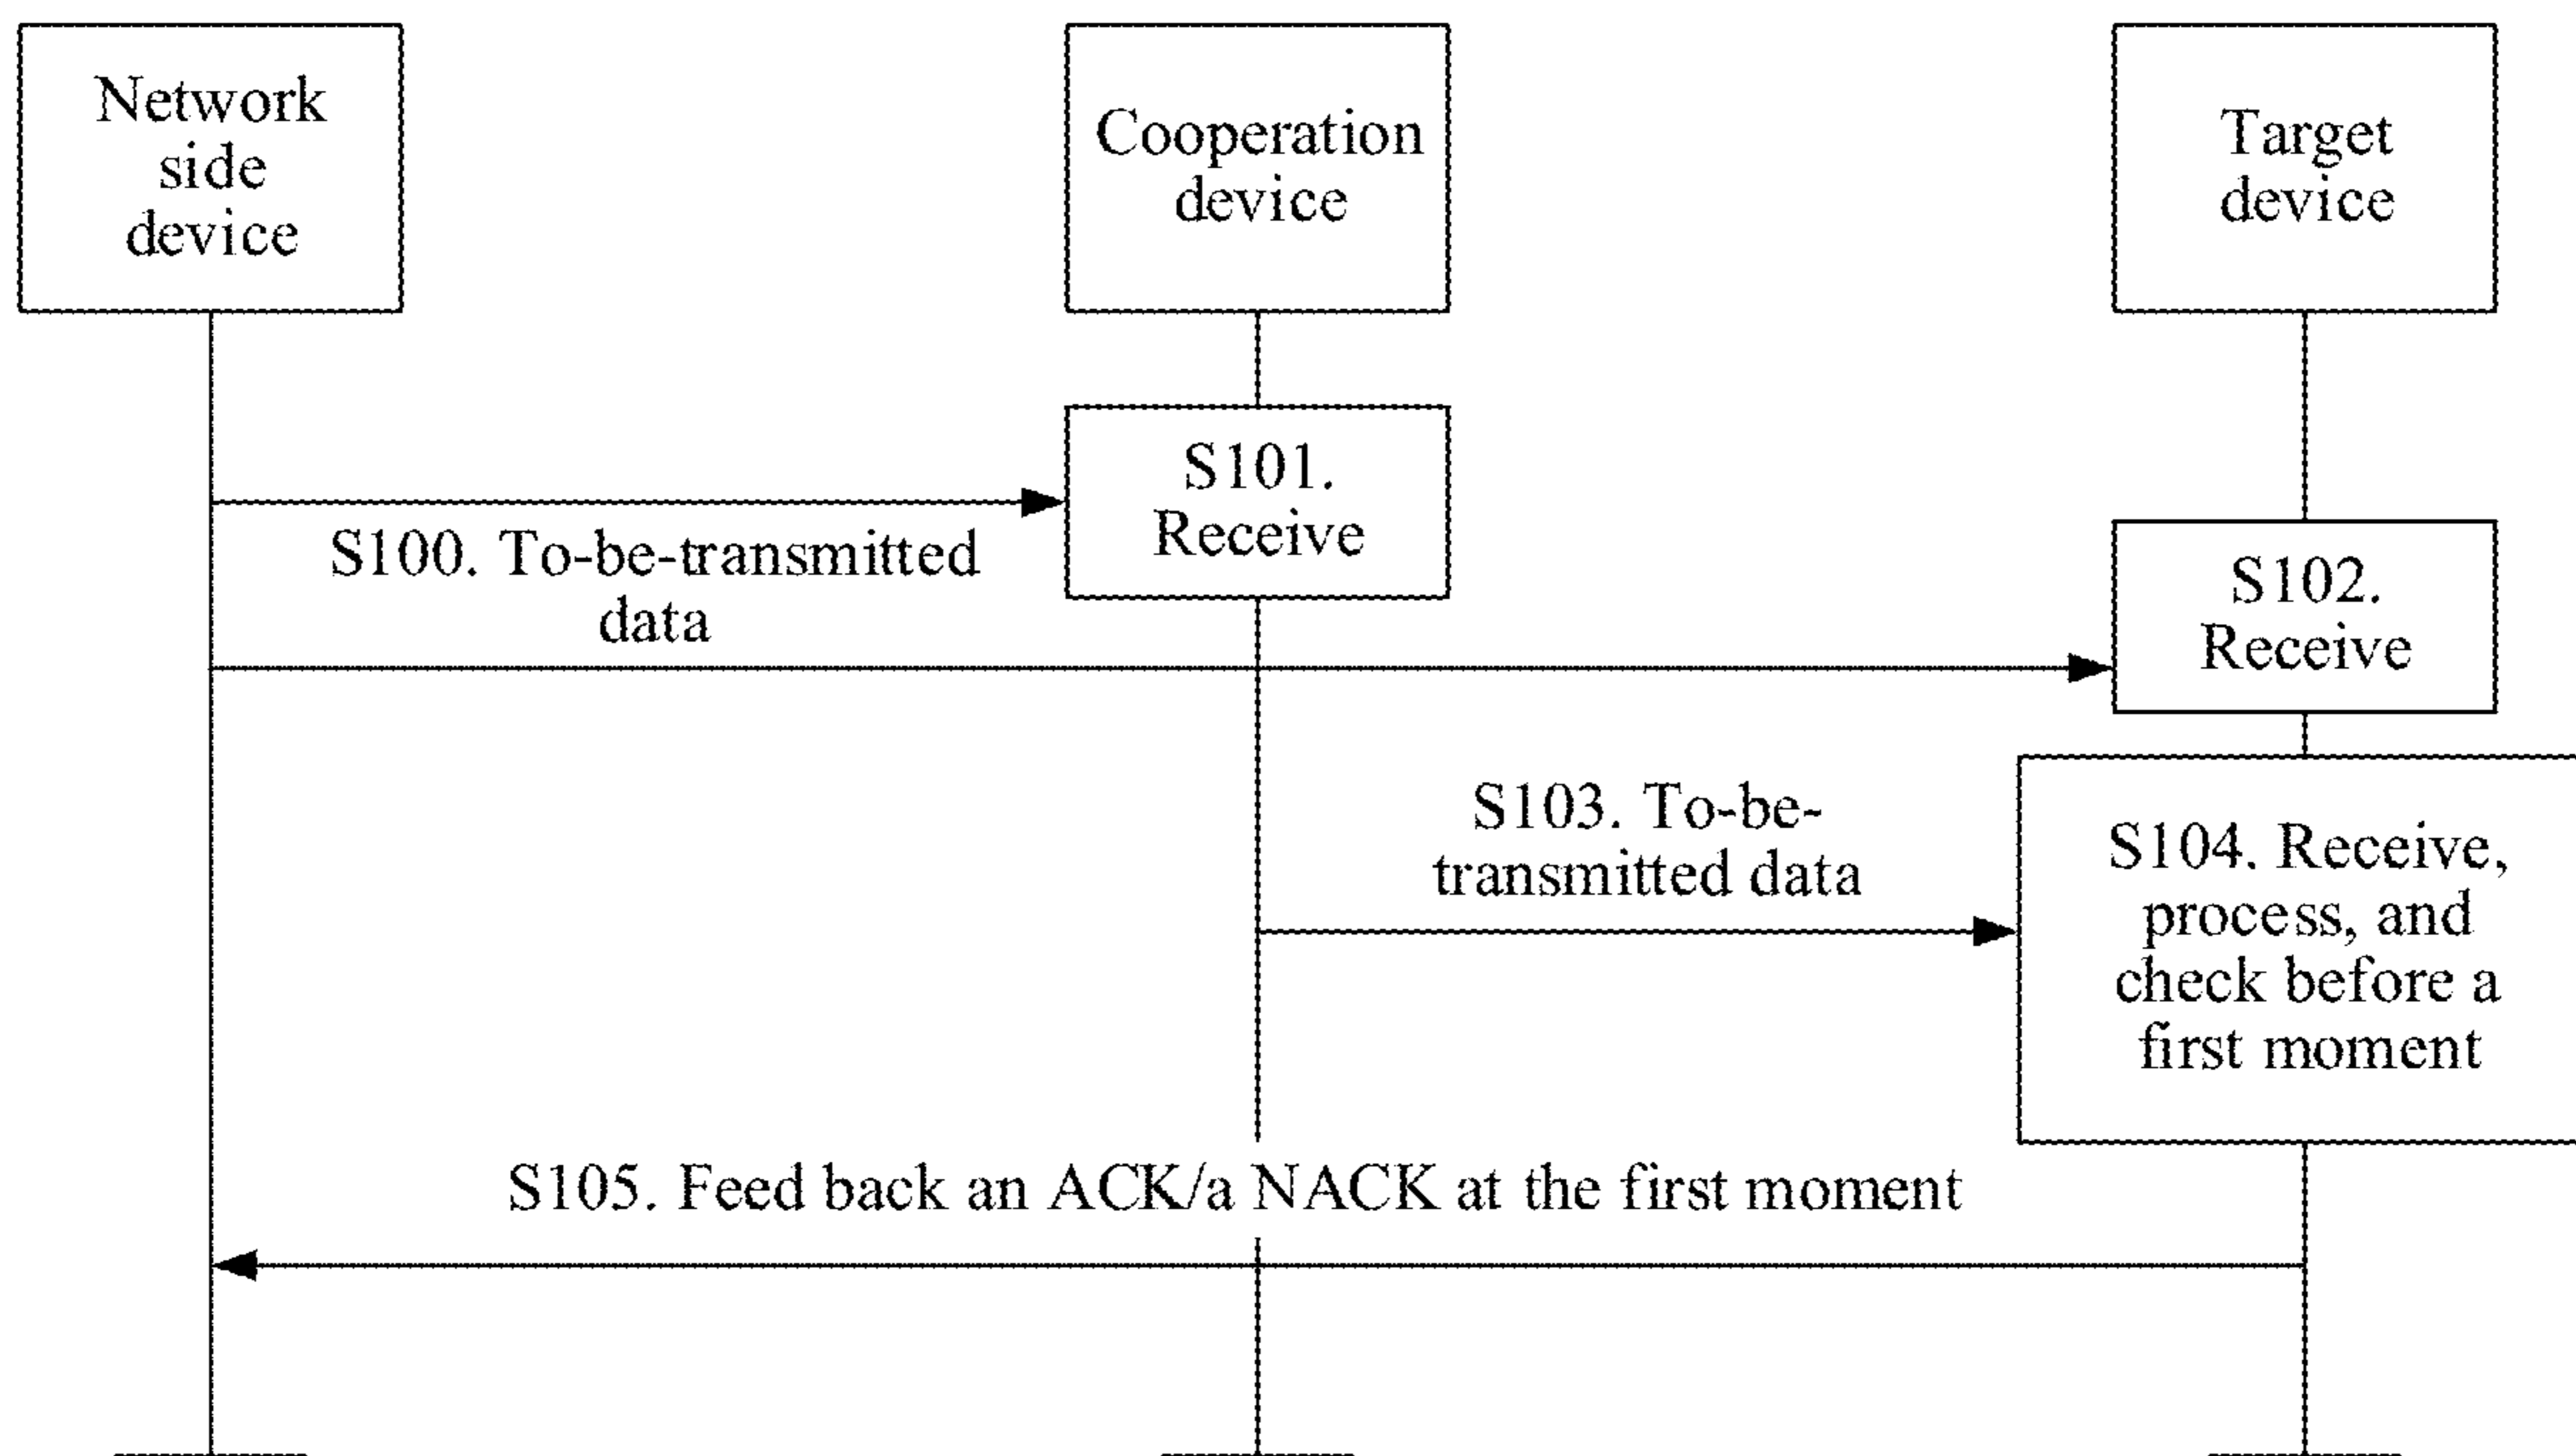 Network
side
device
Cooperation
device
Target
device
S101.
Receive
S100. To-be-transmitted
data
S102.
Receive
S103. To-be-
transmitted data
S104. Receive,
process, and
check before a
first moment
S105. Feed back an ACK/a NACK at the first moment